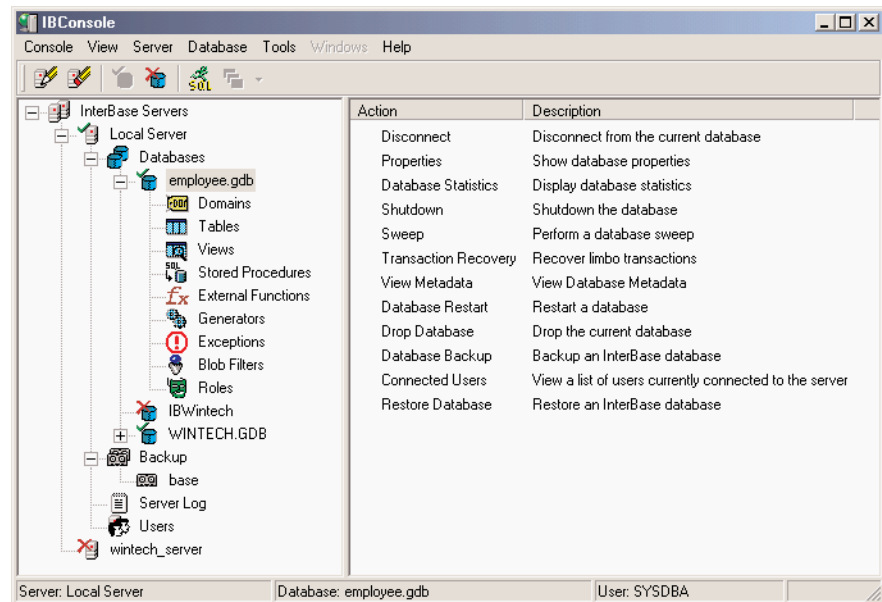 IBConsole
Console View Server Database Tools Windows Help
SQL
InterBase Servers
Local Server
Databases
employee.gdb
Domains
Tables
Views
SQL
Stored Procedures
fx External Functions
Generators
Exceptions
Blob Filters
Roles
IBWintech
WINTECH.GDB
Backup
base
Server Log
Users
wintech_server
Action Description
Disconnect Disconnect from the current database
Properties Show database properties
Database Statistics Display database statistics
Shutdown Shutdown the database
Sweep Perform a database sweep
Transaction Recovery Recover limbo transactions
View Metadata View Database Metadata
Database Restart Restart a database
Drop Database Drop the current database
Database Backup Backup an InterBase database
Connected Users View a list of users currently connected to the server
Restore Database Restore an InterBase database
Server: Local Server Database: employee.gdb User: SYSDBA